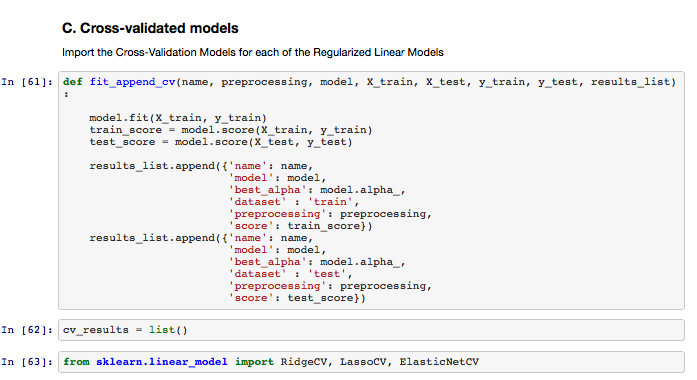 C. Cross-validated models
Import the Cross-Validation Models for each of the Regularized Linear Models
In [61]: def fit_append_cv(name, preprocessing, model, X_train, X_test, y_train, y_test, results_list)
:
model.fit(X_train, y_train)
train_score = model.score(X_train, y_train)
test_score = model.score(X_test, y_test)
results_list.append({'name': name,
'model': model,
'best_alpha': model.alpha_,
'dataset' : 'train',
'preprocessing': preprocessing,
'score': train_score})
results_list.append({'name': name,
'model': model,
'best_alpha': model.alpha_,
'dataset' : 'test',
'preprocessing': preprocessing,
'score': test_score})
In [62]: cv_results = list()
In [63]: from sklearn.linear_model import RidgeCV, LassoCV, ElasticNetCV